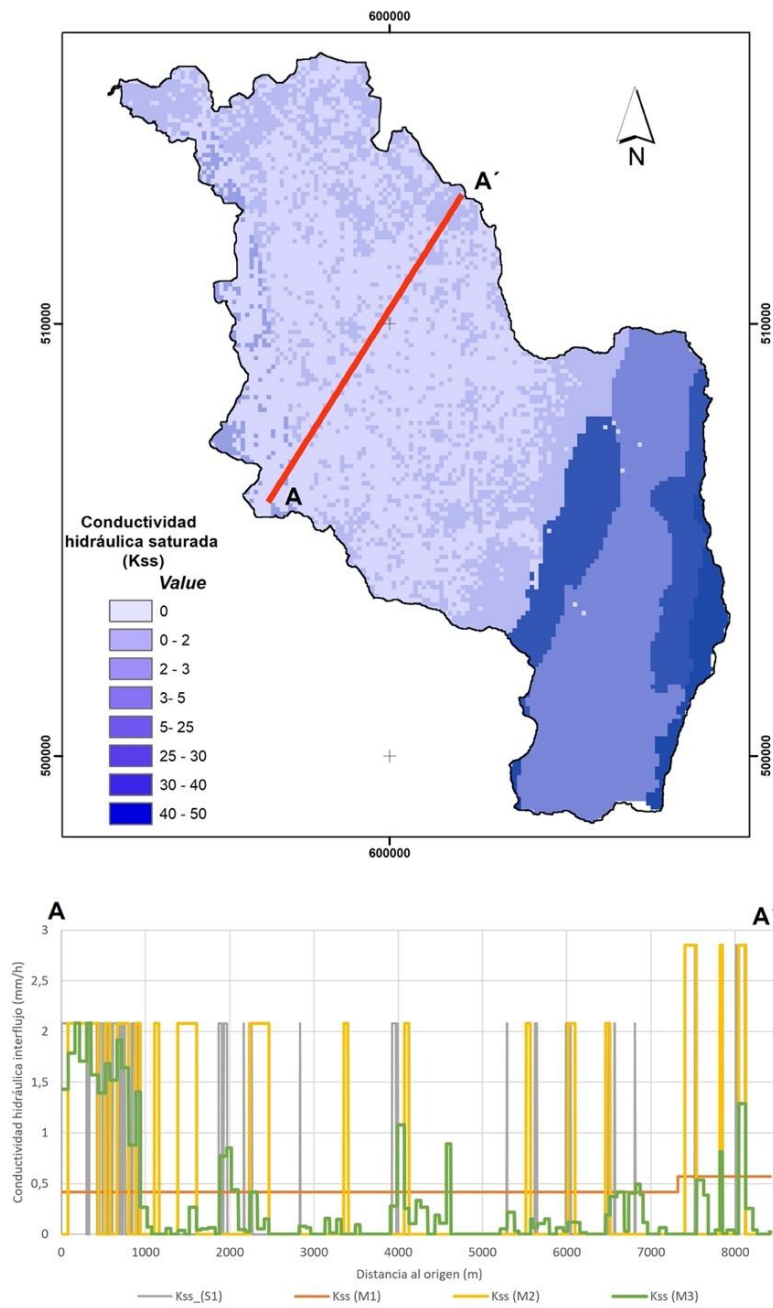 600000
N
A´
510000
510000
A
Conductividad
hidráulica saturada
(Kss)
Value
0
0 - 2
2 - 3
3- 5
5- 25
25 - 30
30 - 40
40 - 50
500000
500000
600000
A
A´
Conductividad hidráulica interflujo (mm/h)
3
2,5
2
1,5
1
0,5
0
0 1000 2000 3000 4000 5000 6000 7000 8000
Distancia al origen (m)
Kss_(S1) Kss (M1) Kss (M2) Kss (M3)